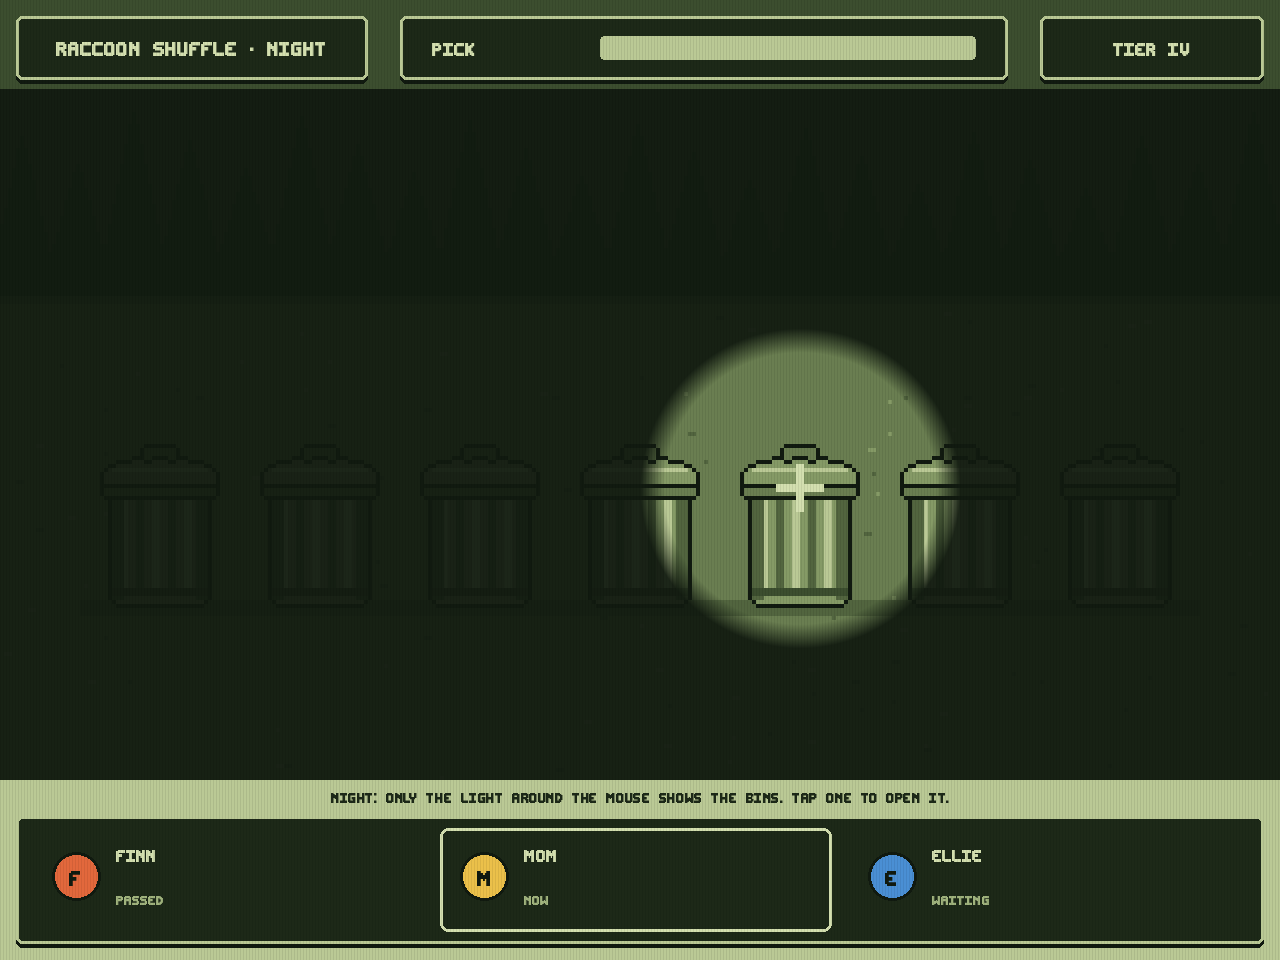 RACCOON SHUFFLE · NIGHT
PICK
TIER IV
NIGHT: ONLY THE LIGHT AROUND THE MOUSE SHOWS THE BINS. TAP ONE TO OPEN IT.
F
FINN
PASSED
M
MOM
NOW
E
ELLIE
WAITING